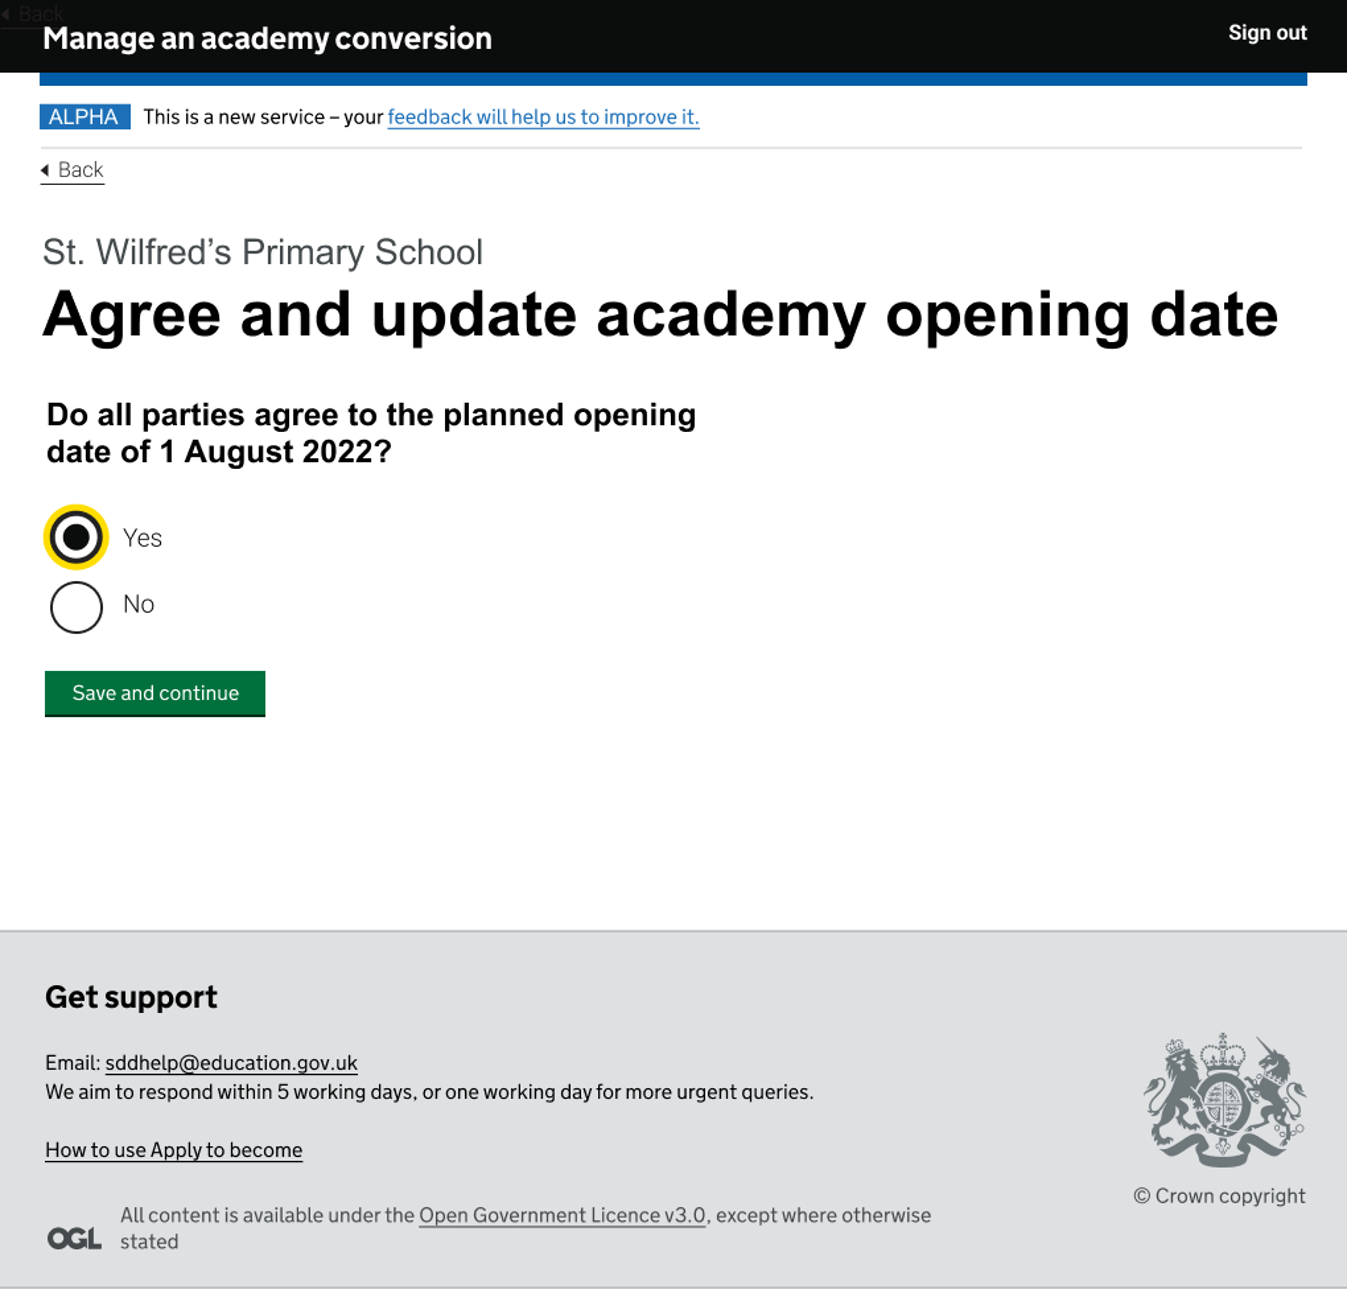 Back
Manage an academy conversion
Sign out
ALPHA This is a new service – your feedback will help us to improve it.
Back
St. Wilfred’s Primary School
Agree and update academy opening date
Do all parties agree to the planned opening
date of 1 August 2022?
Yes
No
Save and continue
Get support
Email: sddhelp@education.gov.uk
We aim to respond within 5 working days, or one working day for more urgent queries.
How to use Apply to become
© Crown copyright
OGL
All content is available under the Open Government Licence v3.0, except where otherwise
stated